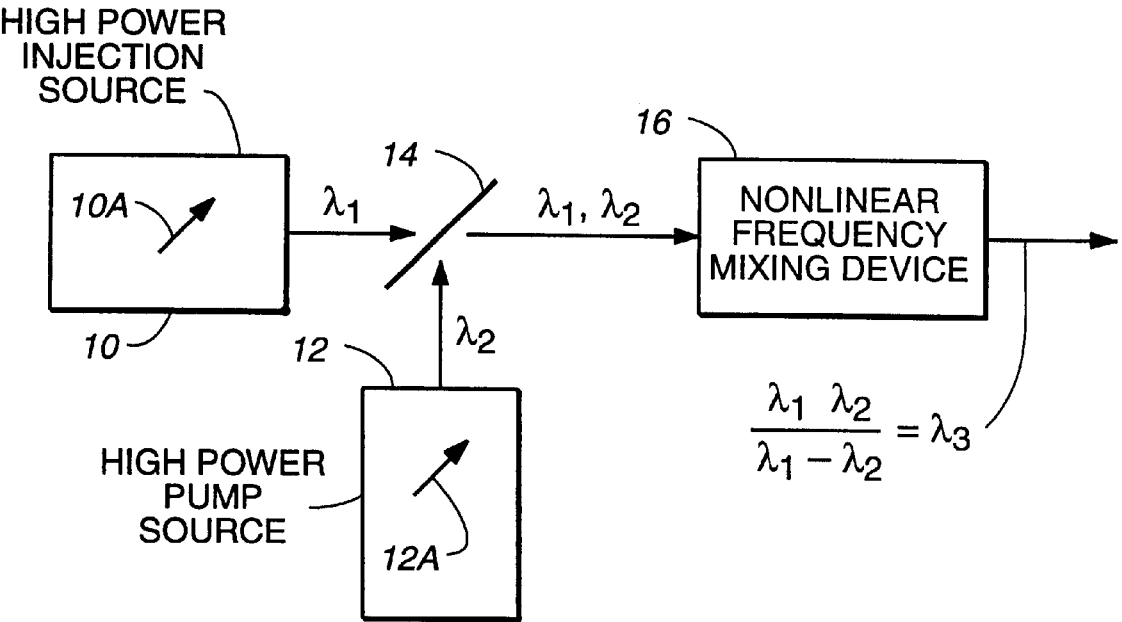 HIGH POWER
INJECTION
SOURCE
10A
10
λ1
14
λ1, λ2
16
NONLINEAR
FREQUENCY
MIXING DEVICE
12
λ2
HIGH POWER
PUMP
SOURCE
12A
λ1 λ2
λ1 – λ2
= λ3